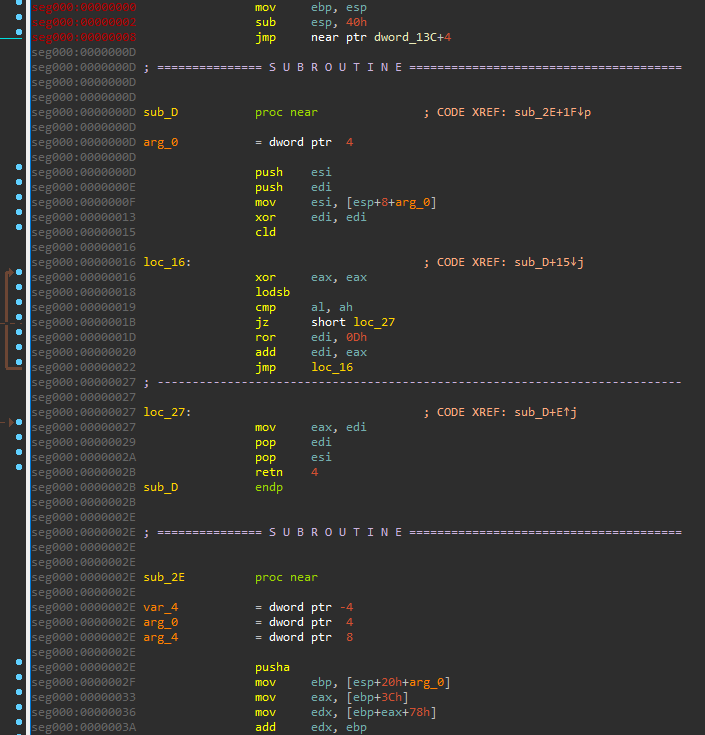 seg000:00000000 mov ebp, esp
seg000:00000002 sub esp, 40h
seg000:00000008 jmp near ptr dword_13C+4
seg000:0000000D
seg000:0000000D ; =============== S U B R O U T I N E =======================================
seg000:0000000D
seg000:0000000D
seg000:0000000D sub_D proc near ; CODE XREF: sub_2E+1F↓p
seg000:0000000D
seg000:0000000D arg_0 = dword ptr 4
seg000:0000000D
seg000:0000000D push esi
seg000:0000000E push edi
seg000:0000000F mov esi, [esp+8+arg_0]
seg000:00000013 xor edi, edi
seg000:00000015 cld
seg000:00000016
seg000:00000016 loc_16: ; CODE XREF: sub_D+15↓j
seg000:00000016 xor eax, eax
seg000:00000018 lodsb
seg000:00000019 cmp al, ah
seg000:0000001B jz short loc_27
seg000:0000001D ror edi, 0Dh
seg000:00000020 add edi, eax
seg000:00000022 jmp loc_16
seg000:00000027 ; ---------------------------------------------------------------------------
seg000:00000027
seg000:00000027 loc_27: ; CODE XREF: sub_D+E↑j
seg000:00000027 mov eax, edi
seg000:00000029 pop edi
seg000:0000002A pop esi
seg000:0000002B retn 4
seg000:0000002B sub_D endp
seg000:0000002B
seg000:0000002E
seg000:0000002E ; =============== S U B R O U T I N E =======================================
seg000:0000002E
seg000:0000002E
seg000:0000002E sub_2E proc near
seg000:0000002E
seg000:0000002E var_4 = dword ptr -4
seg000:0000002E arg_0 = dword ptr 4
seg000:0000002E arg_4 = dword ptr 8
seg000:0000002E
seg000:0000002E pusha
seg000:0000002F mov ebp, [esp+20h+arg_0]
seg000:00000033 mov eax, [ebp+3Ch]
seg000:00000036 mov edx, [ebp+eax+78h]
seg000:0000003A add edx, ebp